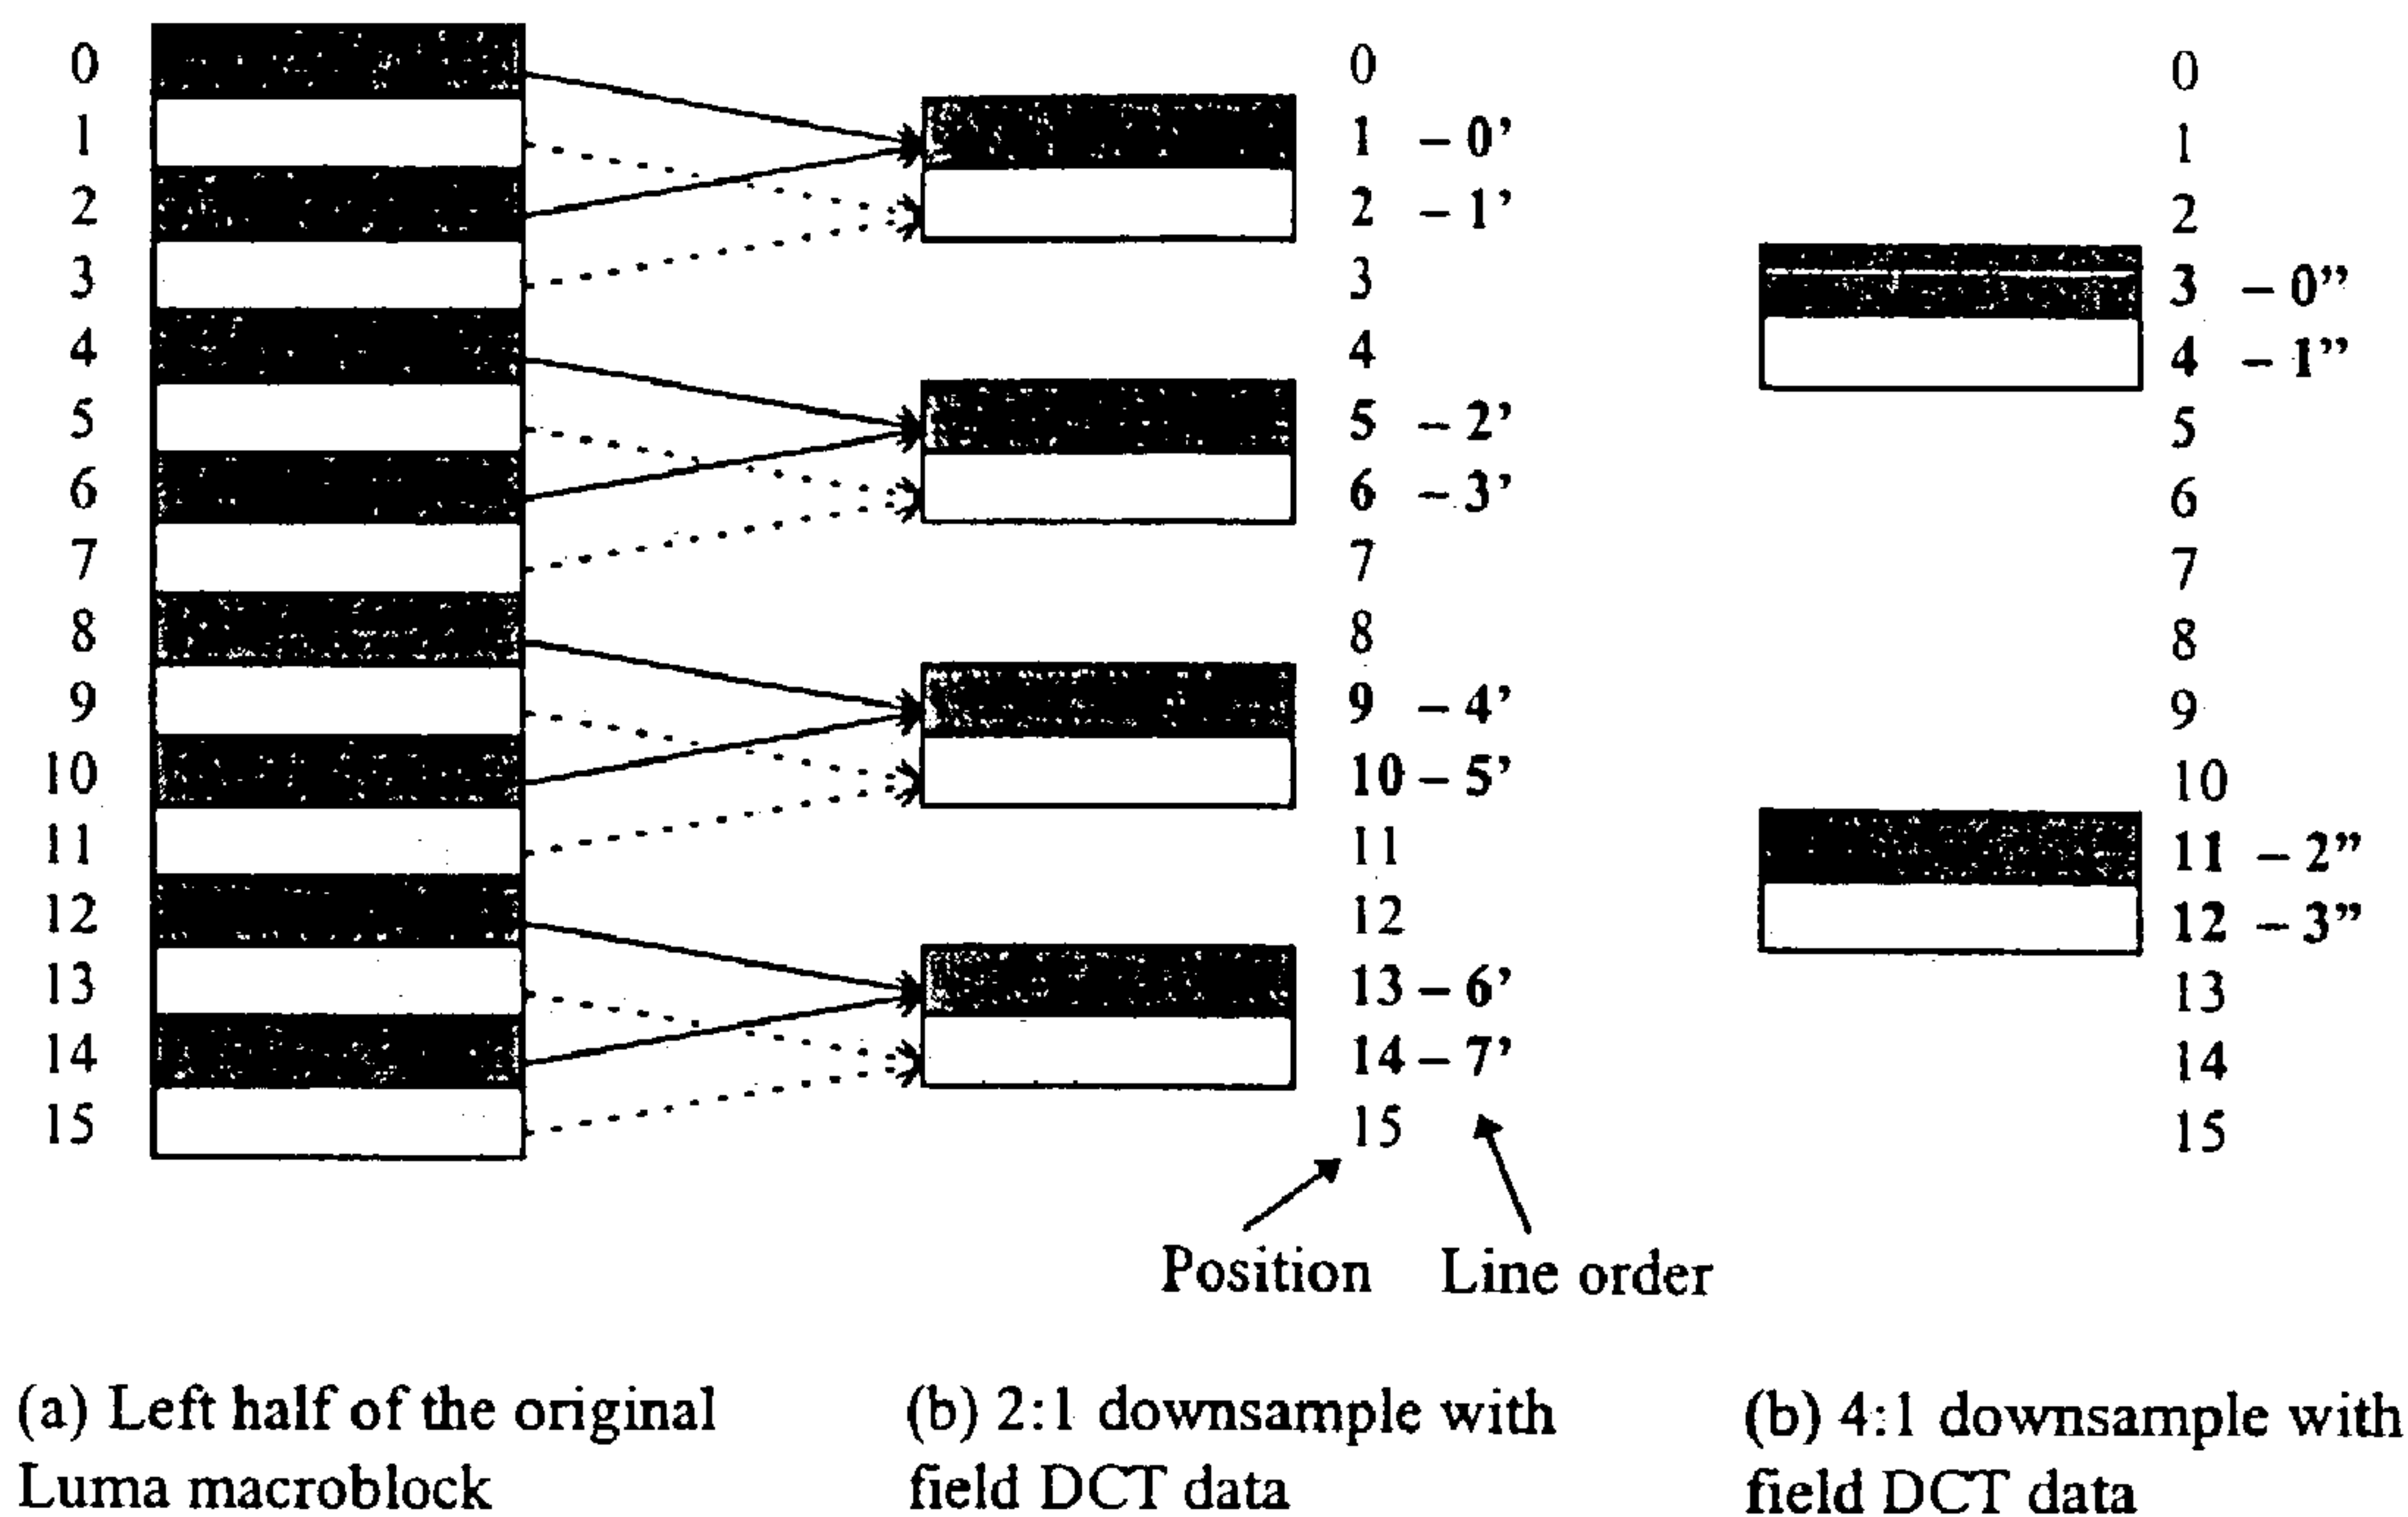 0
1
2
3
4
5
6
7
8
9
10
11
12
13
14
15
0
1 – 0’
2 – 1’
3
4
5 – 2’
6 – 3’
7
8
9 – 4’
10 – 5’
11
12
13 – 6’
14 – 7’
15
Position
Line order
0
1
2
3 – 0”
4 – 1”
5
6
7
8
9
10
11 – 2”
12 – 3”
13
14
15
(a) Left half of the original
Luma macroblock
(b) 2:1 downsample with
field DCT data
(b) 4:1 downsample with
field DCT data